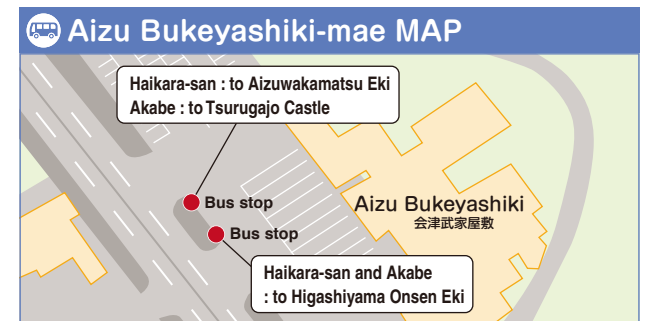 Aizu Bukeyashiki-mae MAP
Haikara-san : to Aizuwakamatsu Eki
Akabe : to Tsurugajo Castle
Bus stop
Aizu Bukeyashiki
会津武家屋敷
Bus stop
Haikara-san and Akabe
: to Higashiyama Onsen Eki